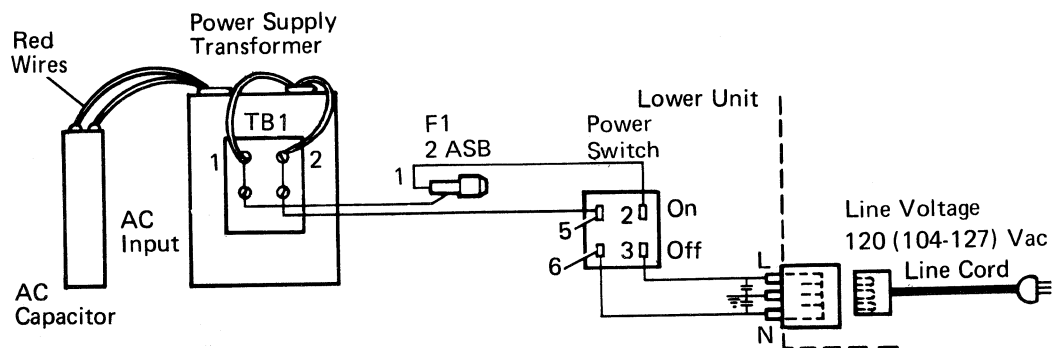 Power Supply
Transformer
Red
Wires
Lower Unit
TB1
F1
2 ASB
Power
Switch
1
2
1
On
2
5
AC
Input
Off
3
6
Line Voltage
120 (104-127) Vac
Line Cord
L
N
AC
Capacitor